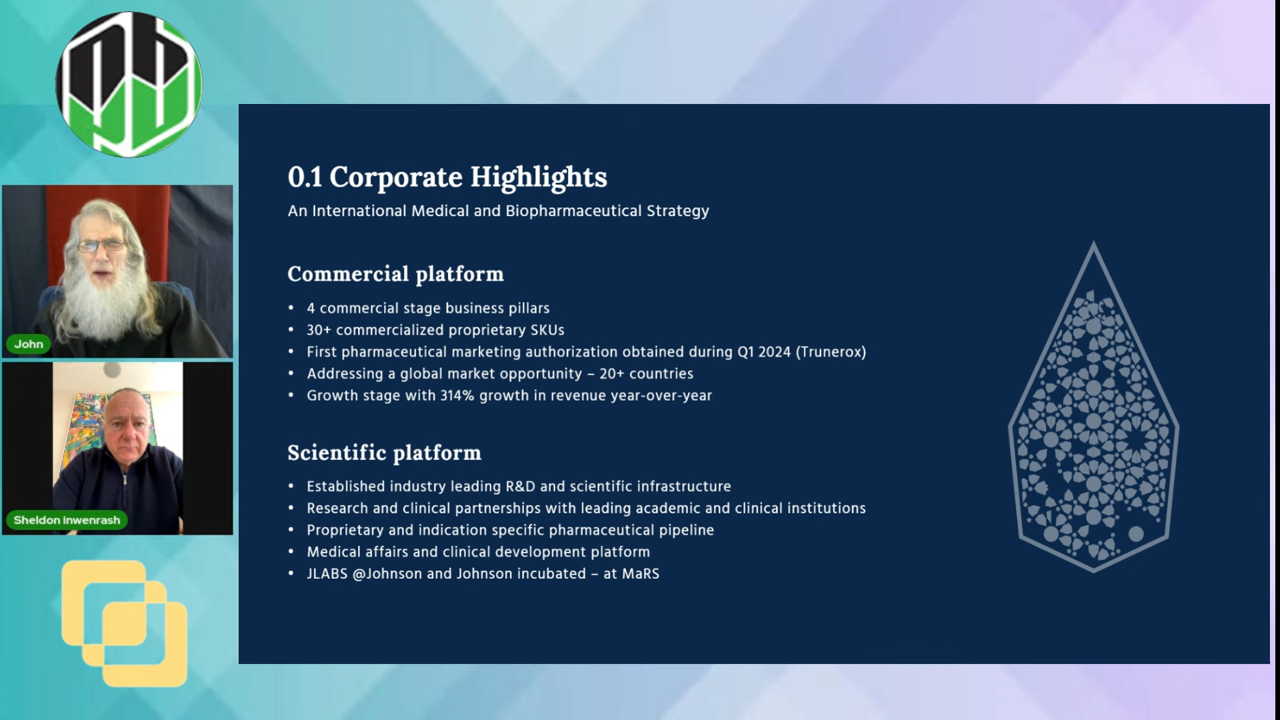 John
Sheldon inwenrash
0.1 Corporate Highlights
An International Medical and Biopharmaceutical Strategy
Commercial platform
• 4 commercial stage business pillars
• 30+ commercialized proprietary SKUs
• First pharmaceutical marketing authorization obtained during Q1 2024 (Trunerox)
• Addressing a global market opportunity – 20+ countries
• Growth stage with 314% growth in revenue year-over-year
Scientific platform
• Established industry leading R&D and scientific infrastructure
• Research and clinical partnerships with leading academic and clinical institutions
• Proprietary and indication specific pharmaceutical pipeline
• Medical affairs and clinical development platform
• JLABS @Johnson and Johnson incubated – at MaRS